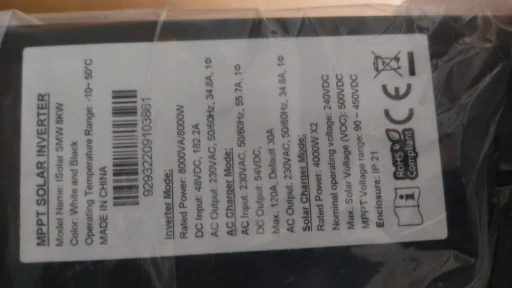 MPPT SOLAR INVERTER
Model Name: iSolar SMW 8KW
Color: White and Black
Operating Temperature Range: -10~ 50°C
MADE IN CHINA
92932209103661
Inverter Mode:
Rated Power: 8000VA/8000W
DC Input: 48VDC, 182.2A
AC Output: 230VAC, 50/60Hz, 34.8A, 1Φ
AC Charger Mode:
AC Input: 230VAC, 50/60Hz, 55.7A, 1Φ
DC Output: 54VDC,
Max. 120A, Default 30A
AC Output: 230VAC, 50/60Hz, 34.8A, 1Φ
Solar Charger Mode:
Rated Power: 4000W X2
Nominal operating voltage: 240VDC
Max. Solar Voltage (VOC): 500VDC
MPPT Voltage range: 90 ~ 450VDC
Enclosure: IP 21
RoHS
Compliant
CE